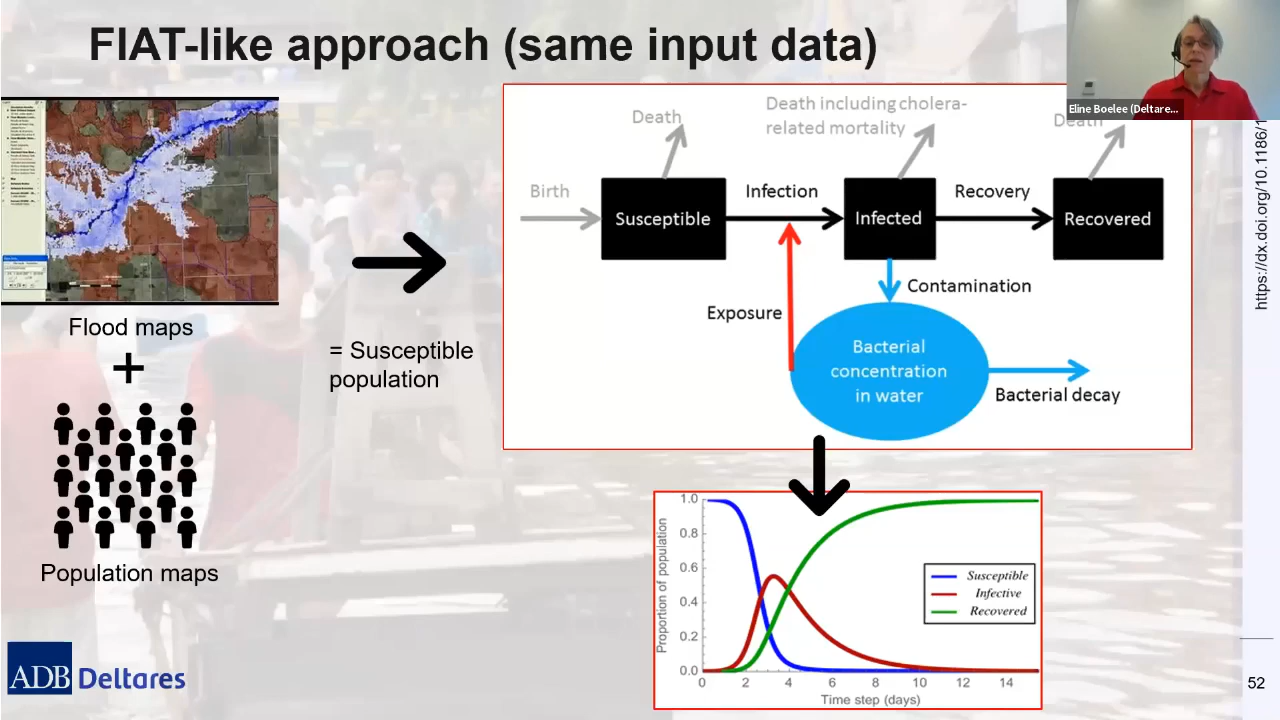 FIAT-like approach (same input data)
Eline Boelee (Deltare...
https://dx.doi.org/10.1186/1
Flood maps
+
Population maps
= Susceptible
population
Death
Death including cholera-
related mortality
Death
Birth
Susceptible
Infection
Infected
Recovery
Recovered
Exposure
Contamination
Bacterial
concentration
in water
Bacterial decay
Proportion of population
1.0
0.8
0.6
0.4
0.2
0.0
0
2
4
6
8
10
12
14
Time step (days)
Susceptible
Infective
Recovered
ADB Deltares
52